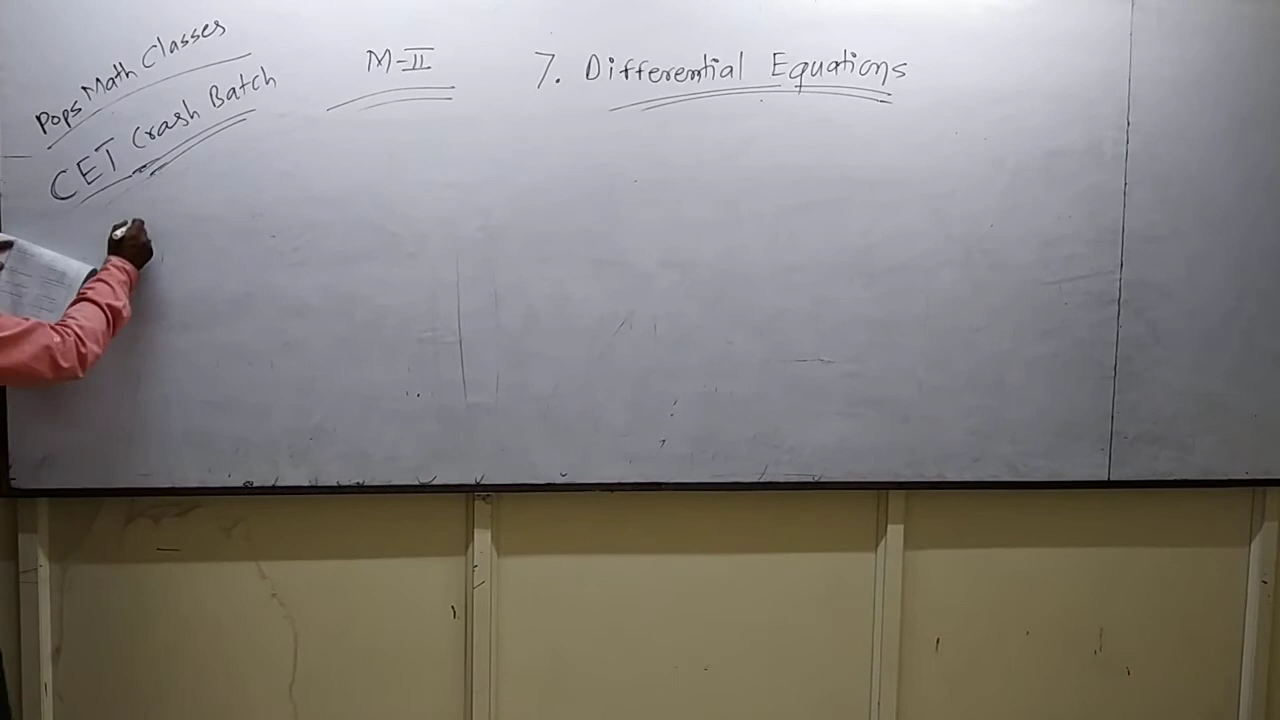 Pops Math Classes
CET Crash Batch
M-II
7. Differential Equations